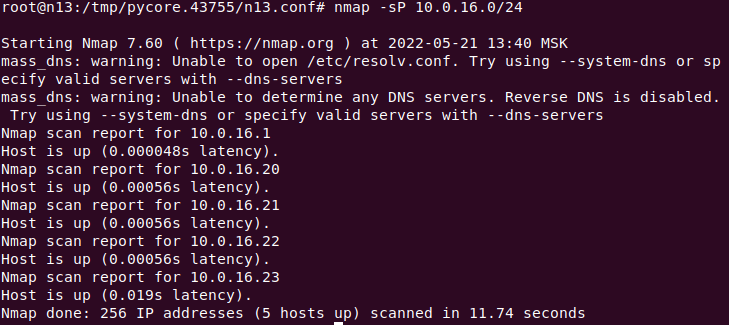 root@n13:/tmp/pycore.43755/n13.conf# nmap -sP 10.0.16.0/24
Starting Nmap 7.60 ( https://nmap.org ) at 2022-05-21 13:40 MSK
mass_dns: warning: Unable to open /etc/resolv.conf. Try using --system-dns or sp
ecify valid servers with --dns-servers
mass_dns: warning: Unable to determine any DNS servers. Reverse DNS is disabled.
 Try using --system-dns or specify valid servers with --dns-servers
Nmap scan report for 10.0.16.1
Host is up (0.000048s latency).
Nmap scan report for 10.0.16.20
Host is up (0.00056s latency).
Nmap scan report for 10.0.16.21
Host is up (0.00056s latency).
Nmap scan report for 10.0.16.22
Host is up (0.00056s latency).
Nmap scan report for 10.0.16.23
Host is up (0.019s latency).
Nmap done: 256 IP addresses (5 hosts up) scanned in 11.74 seconds